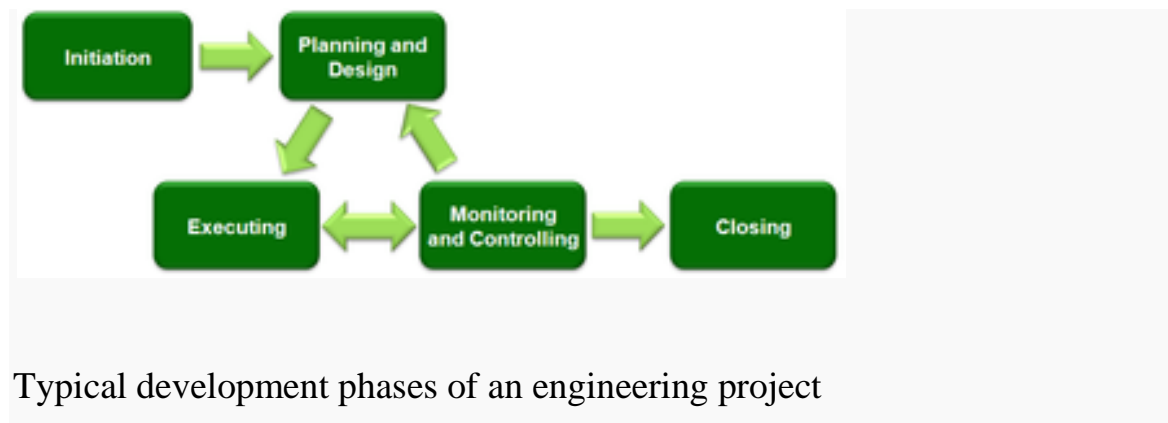 Initiation
Planning and
Design
Executing
Monitoring
and Controlling
Closing
Typical development phases of an engineering project